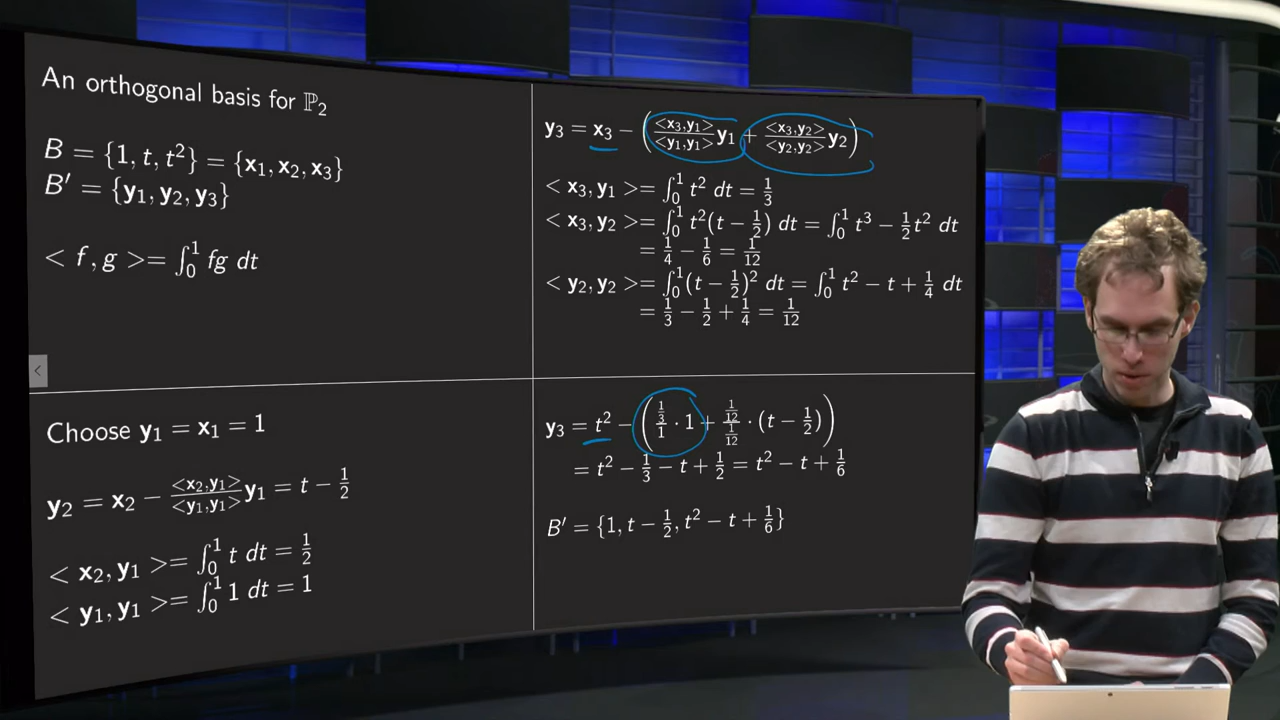 An orthogonal basis for ℙ₂
B = {1, t, t²} = {x₁, x₂, x₃}
B′ = {y₁, y₂, y₃}
< f, g >= ∫₀¹ fg dt
y₃ = x₃ − (<x₃,y₁>/<y₁,y₁> y₁ + <x₃,y₂>/<y₂,y₂> y₂)
< x₃, y₁ >= ∫₀¹ t² dt = 1/3
< x₃, y₂ >= ∫₀¹ t²(t − 1/2) dt = ∫₀¹ t³ − 1/2 t² dt
= 1/4 − 1/6 = 1/12
< y₂, y₂ >= ∫₀¹(t − 1/2)² dt = ∫₀¹ t² − t + 1/4 dt
= 1/3 − 1/2 + 1/4 = 1/12
<
Choose y₁ = x₁ = 1
y₂ = x₂ − <x₂,y₁>/<y₁,y₁> y₁ = t − 1/2
< x₂, y₁ >= ∫₀¹ t dt = 1/2
< y₁, y₁ >= ∫₀¹ 1 dt = 1
y₃ = t² − ((1/3)/1 · 1 + (1/12)/(1/12) · (t − 1/2))
= t² − 1/3 − t + 1/2 = t² − t + 1/6
B′ = {1, t − 1/2, t² − t + 1/6}